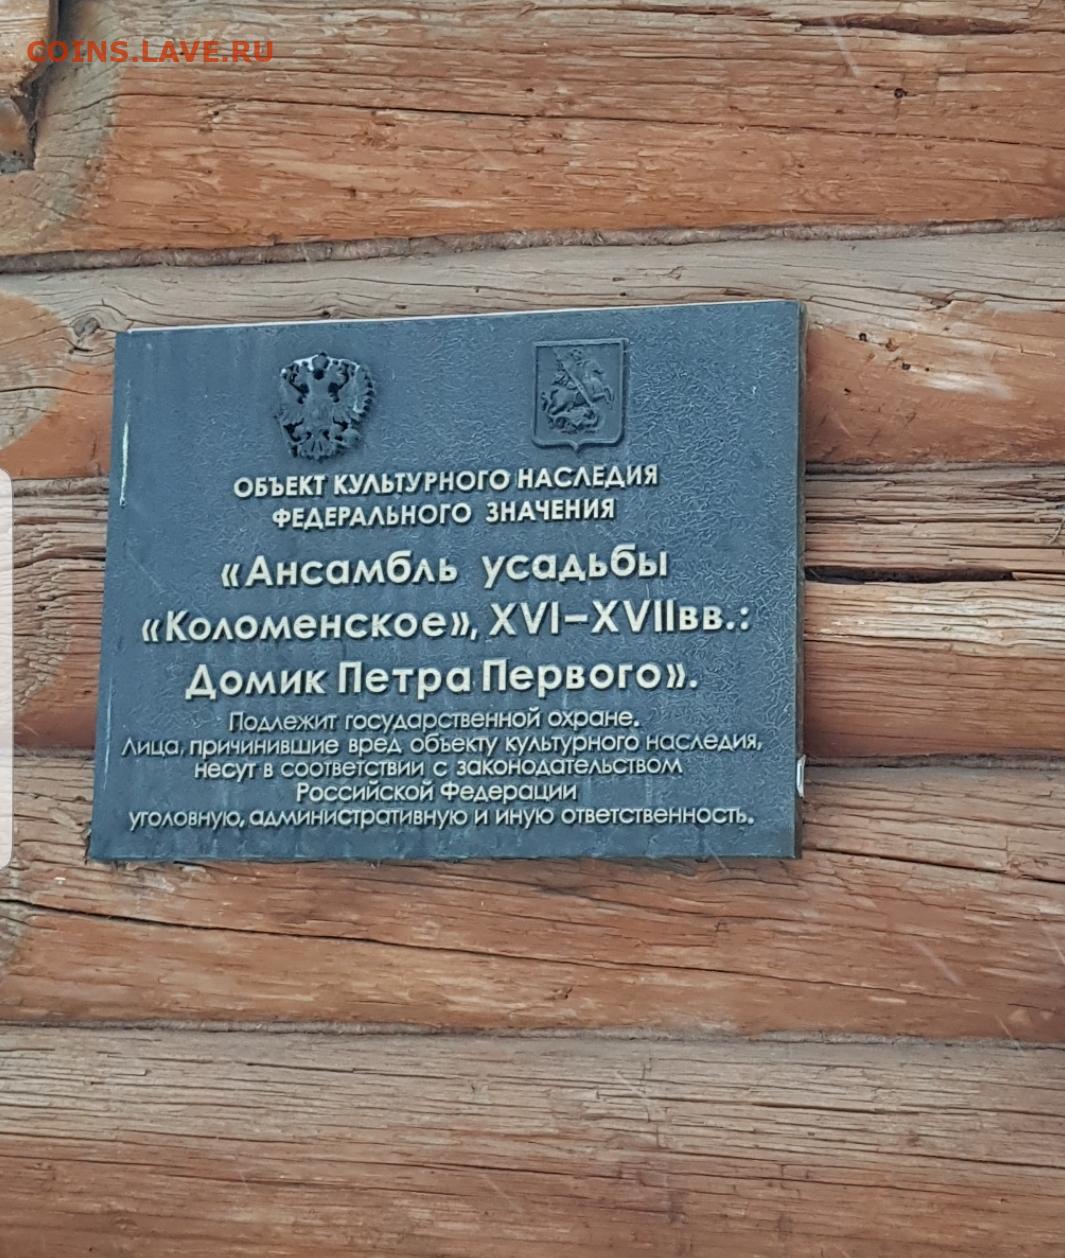 COINS.LAVE.RU
ОБЪЕКТ КУЛЬТУРНОГО НАСЛЕДИЯ
ФЕДЕРАЛЬНОГО ЗНАЧЕНИЯ
«Ансамбль усадьбы
«Коломенское», XVI–XVIIвв.:
Домик Петра Первого».
Подлежит государственной охране.
Лица, причинившие вред объекту культурного наследия,
несут в соответствии с законодательством
Российской Федерации
уголовную, административную и иную ответственность.